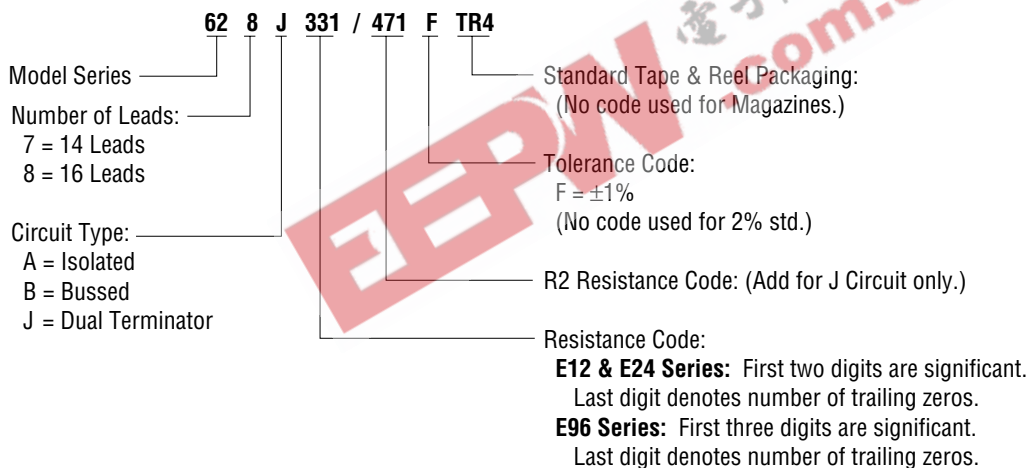 62 8 J 331 / 471 F TR4
Model Series
Number of Leads:
7 = 14 Leads
8 = 16 Leads
Circuit Type:
A = Isolated
B = Bussed
J = Dual Terminator
Standard Tape & Reel Packaging:
(No code used for Magazines.)
Tolerance Code:
F = ±1%
(No code used for 2% std.)
R2 Resistance Code: (Add for J Circuit only.)
Resistance Code:
E12 & E24 Series: First two digits are significant.
Last digit denotes number of trailing zeros.
E96 Series: First three digits are significant.
Last digit denotes number of trailing zeros.
EEPW